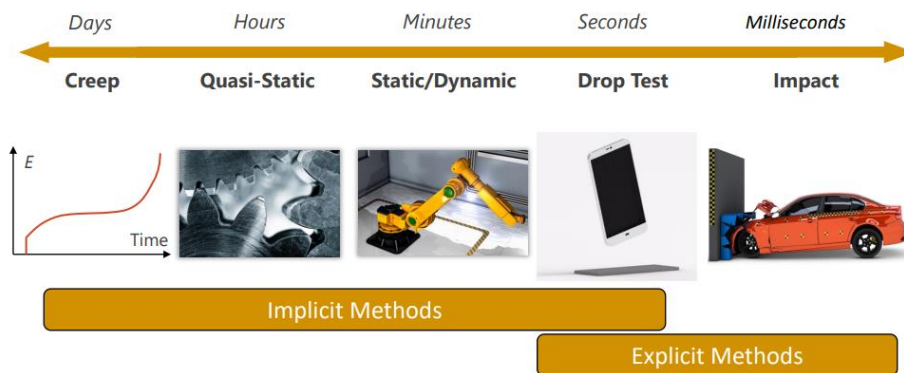 Days Hours Minutes Seconds Milliseconds
Creep Quasi-Static Static/Dynamic Drop Test Impact
E
Time
Implicit Methods
Explicit Methods